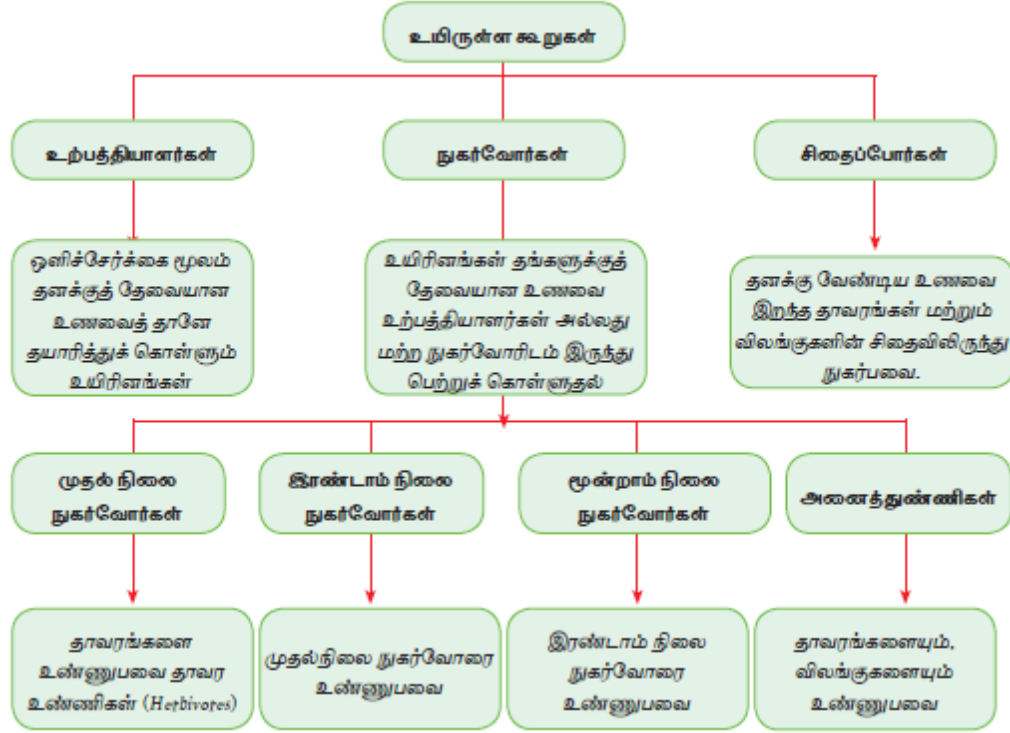 உயிருள்ள கூறுகள்
உற்பத்தியாளர்கள்
நுகர்வோர்கள்
சிதைப்போர்கள்
ஒளிச்சேர்க்கை மூலம்
தனக்குத் தேவையான
உணவைத் தானே
தயாரித்துக் கொள்ளும்
உயிரினங்கள்
உயிரினங்கள் தங்களுக்குத்
தேவையான உணவை
உற்பத்தியாளர்கள் அல்லது
மற்ற நுகர்வோரிடம் இருந்து
பெற்றுக் கொள்ளுதல்
தனக்கு வேண்டிய உணவை
இறந்த தாவரங்கள் மற்றும்
விலங்குகளின் சிதைவிலிருந்து
நுகர்பவை.
முதல் நிலை
நுகர்வோர்கள்
இரண்டாம் நிலை
நுகர்வோர்கள்
மூன்றாம் நிலை
நுகர்வோர்கள்
அனைத்துண்ணிகள்
தாவரங்களை
உண்ணுபவை தாவர
உண்ணிகள் (Herbivores)
முதல்நிலை நுகர்வோரை
உண்ணுபவை
இரண்டாம் நிலை
நுகர்வோரை
உண்ணுபவை
தாவரங்களையும்,
விலங்குகளையும்
உண்ணுபவை